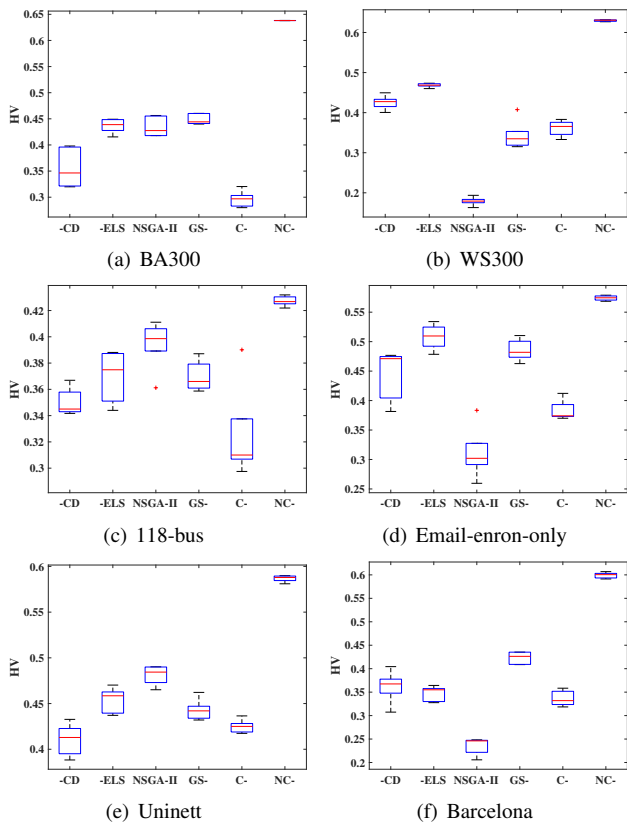 0.65
0.6
0.55
0.5
0.45
0.4
0.35
0.3
HV
-CD -ELS NSGA-II GS- C- NC-
(a) BA300
0.6
0.5
0.4
0.3
0.2
HV
-CD -ELS NSGA-II GS- C- NC-
(b) WS300
0.42
0.4
0.38
0.36
0.34
0.32
0.3
HV
-CD -ELS NSGA-II GS- C- NC-
(c) 118-bus
0.55
0.5
0.45
0.4
0.35
0.3
0.25
HV
-CD -ELS NSGA-II GS- C- NC-
(d) Email-enron-only
0.6
0.55
0.5
0.45
0.4
HV
-CD -ELS NSGA-II GS- C- NC-
(e) Uninett
0.6
0.55
0.5
0.45
0.4
0.35
0.3
0.25
0.2
HV
-CD -ELS NSGA-II GS- C- NC-
(f) Barcelona